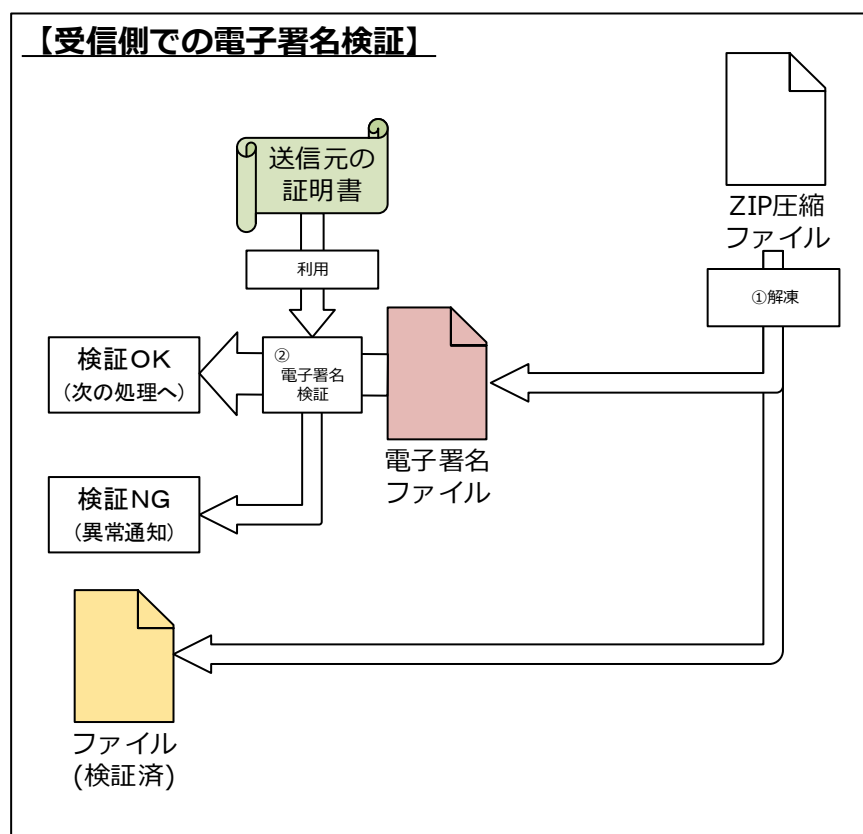 【受信側での電子署名検証】
送信元の
証明書
ZIP圧縮
ファイル
利用
①解凍
検証OK
(次の処理へ)
②
電子署名
検証
電子署名
ファイル
検証NG
(異常通知)
ファイル
(検証済)